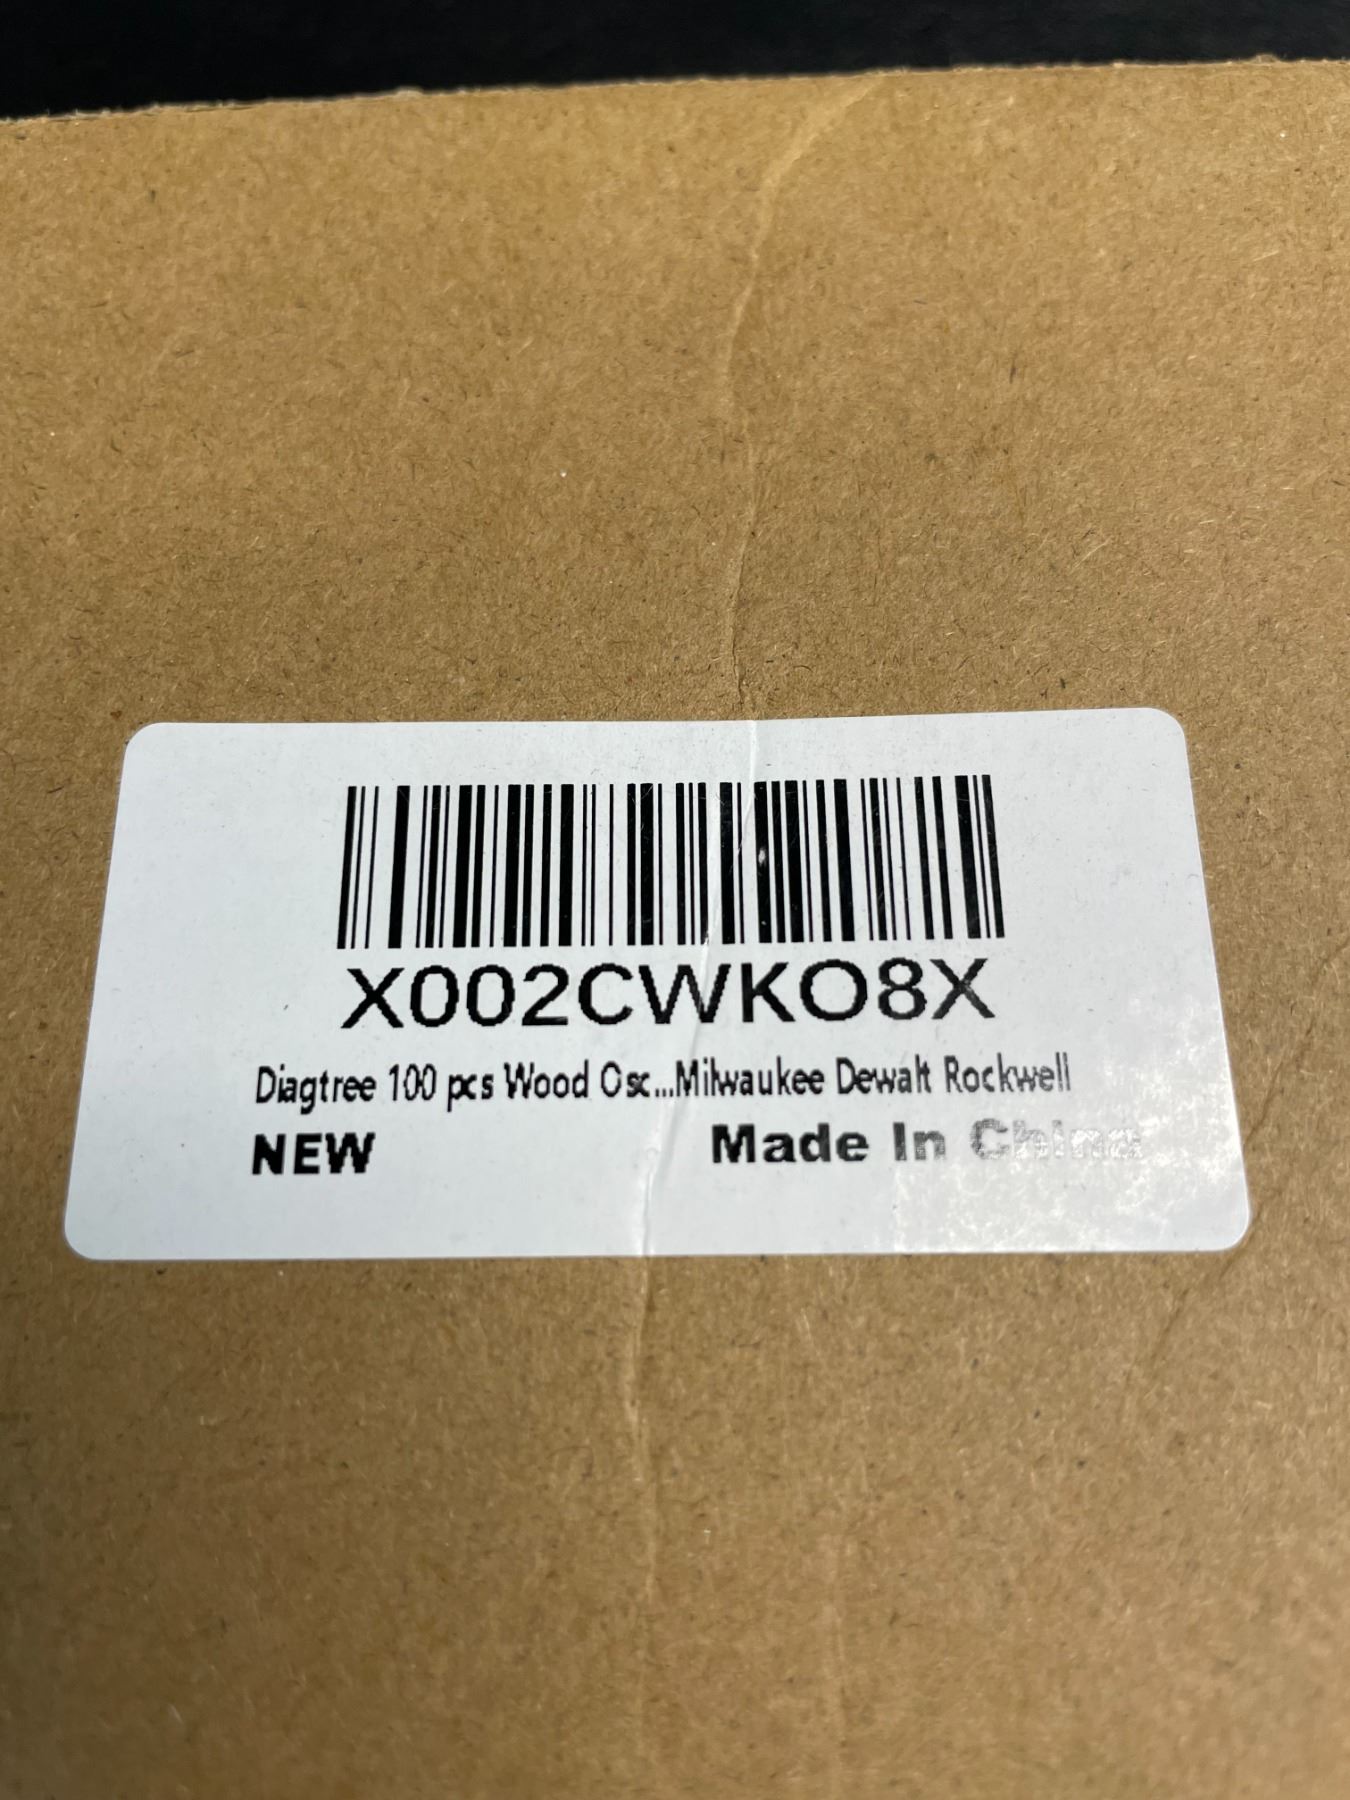 X002CWKO8X
Diagtree 100 pcs Wood Osc...Milwaukee Dewalt Rockwell
NEW Made In China